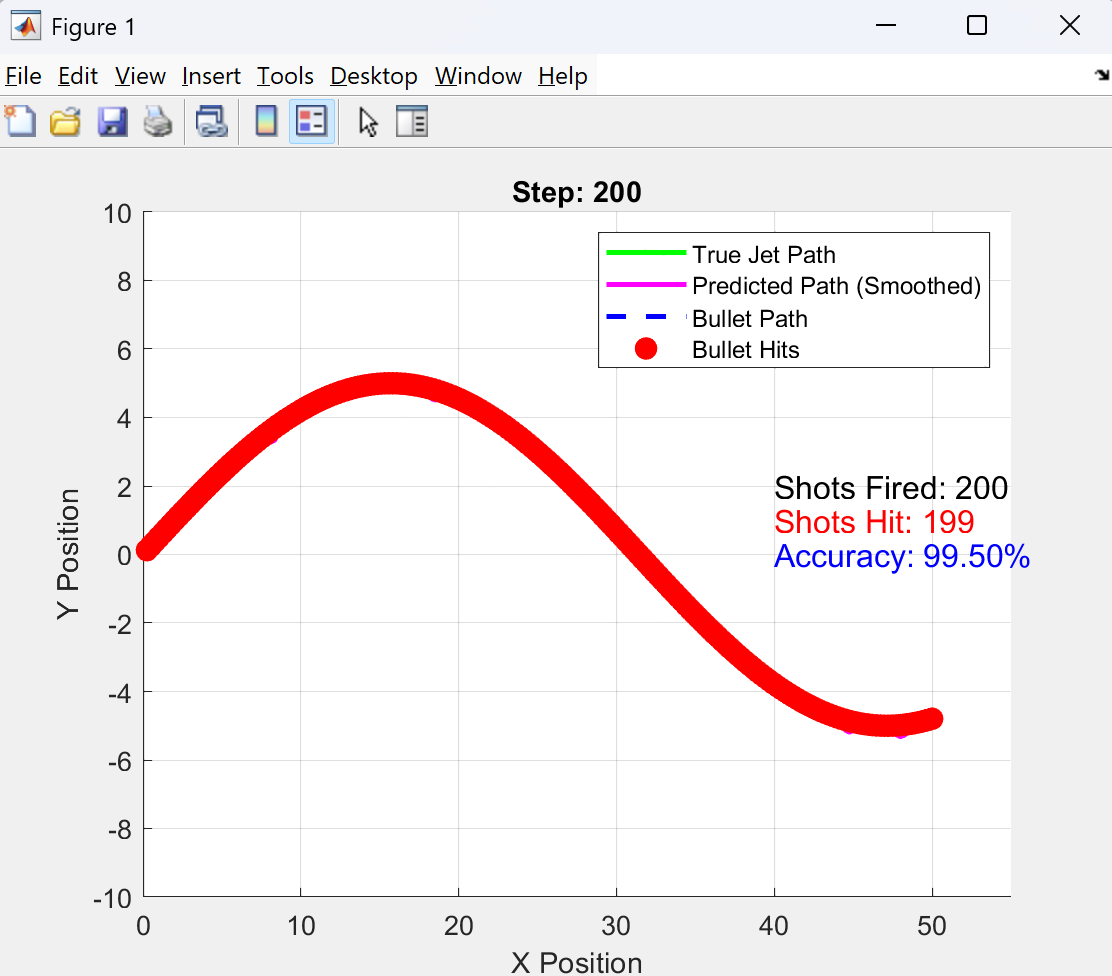 Figure 1
File Edit View Insert Tools Desktop Window Help
Step: 200
True Jet Path
Predicted Path (Smoothed)
Bullet Path
Bullet Hits
Shots Fired: 200
Shots Hit: 199
Accuracy: 99.50%
Y Position
10
8
6
4
2
0
-2
-4
-6
-8
-10
0 10 20 30 40 50
X Position